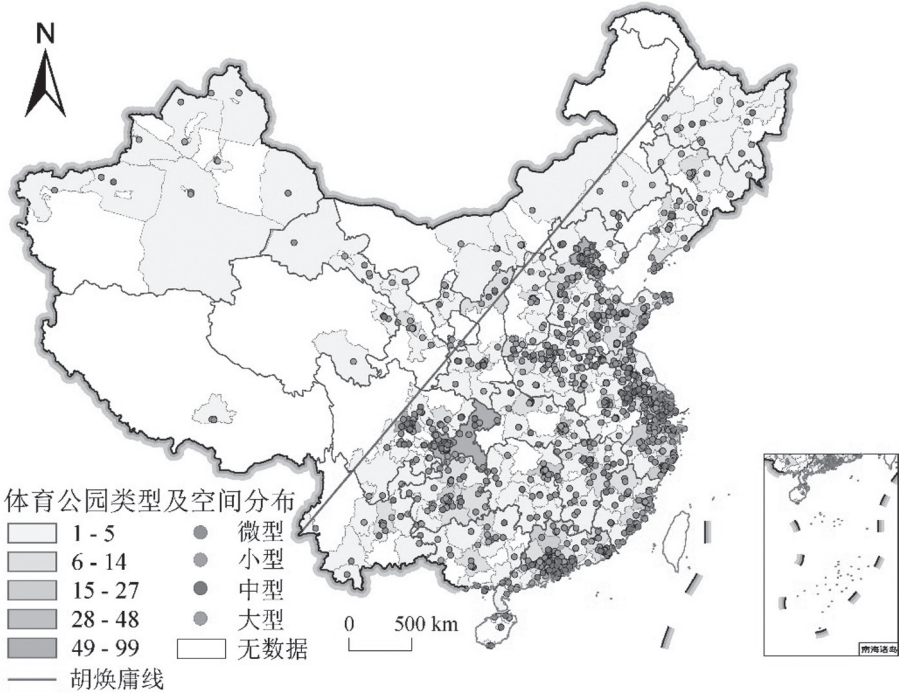 N
体育公园类型及空间分布
1 - 5
6 - 14
15 - 27
28 - 48
49 - 99
胡焕庸线
微型
小型
中型
大型
无数据
0 500 km
南海诸岛